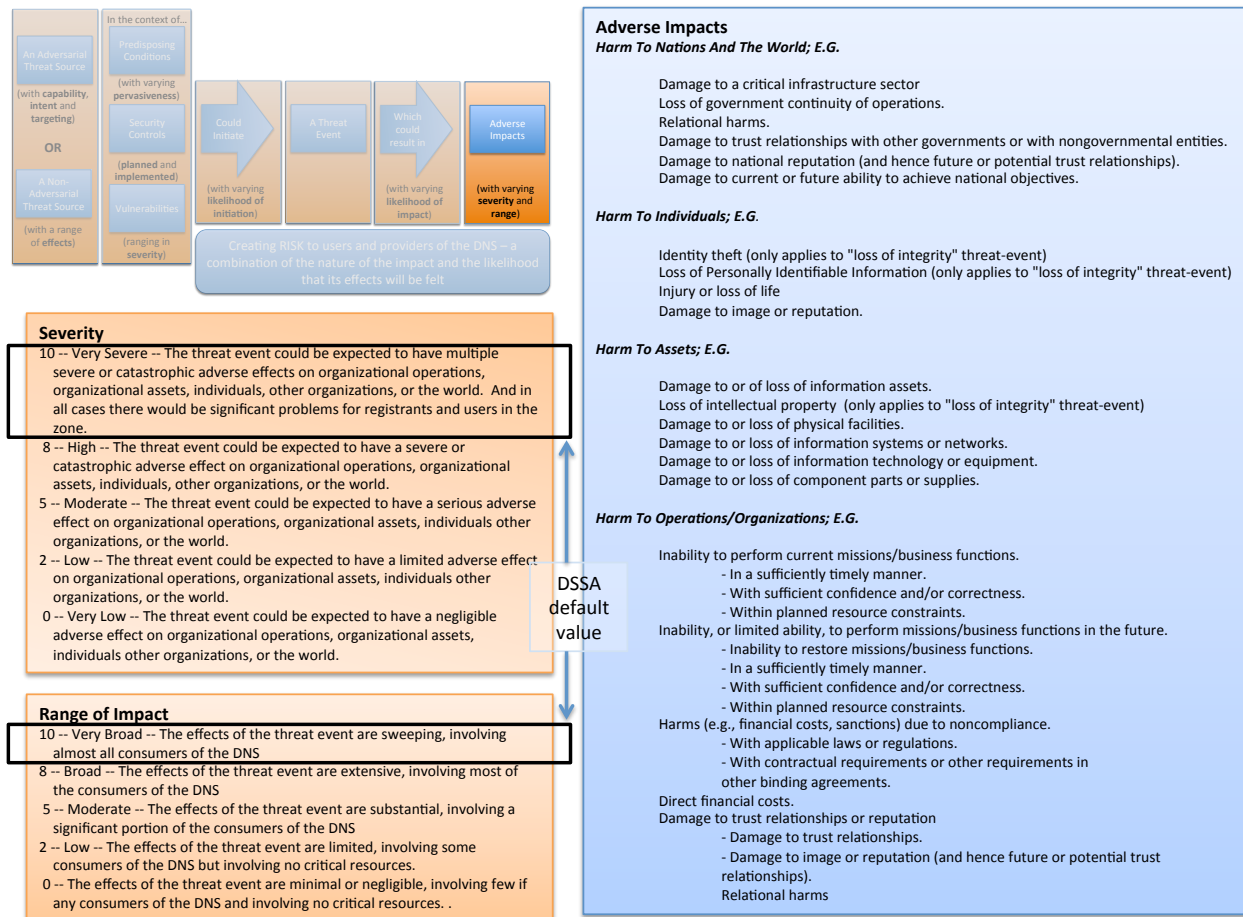 An Adversarial
Threat Source
(with capability,
intent and
targeting)
OR
A Non-
Adversarial
Threat Source
(with a range
of effects)
In the context of…
Predisposing
Conditions
(with varying
pervasiveness)
Security
Controls
(planned and
implemented)
Vulnerabilities
(ranging in
severity)
Could
Initiate
(with varying
likelihood of
initiation)
A Threat
Event
Which
could
result in
(with varying
likelihood of
impact)
Adverse
Impacts
(with varying
severity and
range)
Creating RISK to users and providers of the DNS – a
combination of the nature of the impact and the likelihood
that its effects will be felt
Severity
10 -- Very Severe -- The threat event could be expected to have multiple
severe or catastrophic adverse effects on organizational operations,
organizational assets, individuals, other organizations, or the world.  And in
all cases there would be significant problems for registrants and users in the
zone.
8 -- High -- The threat event could be expected to have a severe or
catastrophic adverse effect on organizational operations, organizational
assets, individuals, other organizations, or the world.
5 -- Moderate -- The threat event could be expected to have a serious adverse
effect on organizational operations, organizational assets, individuals other
organizations, or the world.
2 -- Low -- The threat event could be expected to have a limited adverse effect
on organizational operations, organizational assets, individuals other
organizations, or the world.
0 -- Very Low -- The threat event could be expected to have a negligible
adverse effect on organizational operations, organizational assets,
individuals other organizations, or the world.
DSSA
default
value
Range of Impact
10 -- Very Broad -- The effects of the threat event are sweeping, involving
almost all consumers of the DNS
8 -- Broad -- The effects of the threat event are extensive, involving most of
the consumers of the DNS
5 -- Moderate -- The effects of the threat event are substantial, involving a
significant portion of the consumers of the DNS
2 -- Low -- The effects of the threat event are limited, involving some
consumers of the DNS but involving no critical resources.
0 -- The effects of the threat event are minimal or negligible, involving few if
any consumers of the DNS and involving no critical resources. .
Adverse Impacts
Harm To Nations And The World; E.G.
Damage to a critical infrastructure sector
Loss of government continuity of operations.
Relational harms.
Damage to trust relationships with other governments or with nongovernmental entities.
Damage to national reputation (and hence future or potential trust relationships).
Damage to current or future ability to achieve national objectives.
Harm To Individuals; E.G.
Identity theft (only applies to "loss of integrity" threat-event)
Loss of Personally Identifiable Information (only applies to "loss of integrity" threat-event)
Injury or loss of life
Damage to image or reputation.
Harm To Assets; E.G.
Damage to or of loss of information assets.
Loss of intellectual property  (only applies to "loss of integrity" threat-event)
Damage to or loss of physical facilities.
Damage to or loss of information systems or networks.
Damage to or loss of information technology or equipment.
Damage to or loss of component parts or supplies.
Harm To Operations/Organizations; E.G.
Inability to perform current missions/business functions.
- In a sufficiently timely manner.
- With sufficient confidence and/or correctness.
- Within planned resource constraints.
Inability, or limited ability, to perform missions/business functions in the future.
- Inability to restore missions/business functions.
- In a sufficiently timely manner.
- With sufficient confidence and/or correctness.
- Within planned resource constraints.
Harms (e.g., financial costs, sanctions) due to noncompliance.
- With applicable laws or regulations.
- With contractual requirements or other requirements in
other binding agreements.
Direct financial costs.
Damage to trust relationships or reputation
- Damage to trust relationships.
- Damage to image or reputation (and hence future or potential trust
relationships).
Relational harms